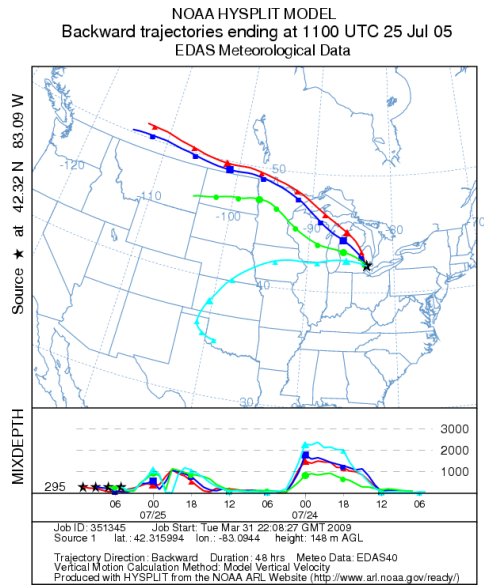 NOAA HYSPLIT MODEL
Backward trajectories ending at 1100 UTC 25 Jul 05
EDAS Meteorological Data
Source ★ at 42.32 N 83.09 W
-120
-110
-100
-90
-80
70
50
40
30
MIXDEPTH
295
3000
2000
1000
06 00 18 12 06 00 18 12 06
07/25 07/24
Job ID: 351345 Job Start: Tue Mar 31 22:08:27 GMT 2009
Source 1 lat.: 42.315994 lon.: -83.0944 height: 148 m AGL
Trajectory Direction: Backward Duration: 48 hrs Meteo Data: EDAS40
Vertical Motion Calculation Method: Model Vertical Velocity
Produced with HYSPLIT from the NOAA ARL Website (http://www.arl.noaa.gov/ready/)